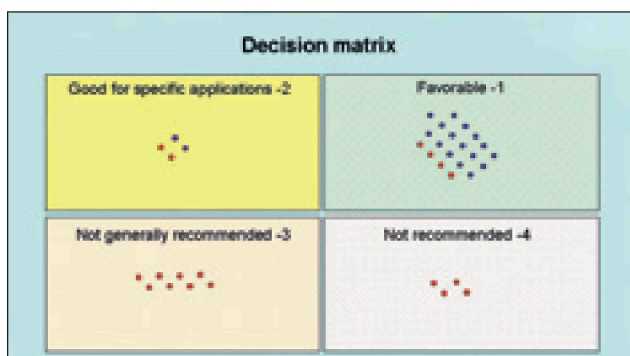 Decision matrix
Good for specific applications -2
Favorable -1
Not generally recommended -3
Not recommended -4